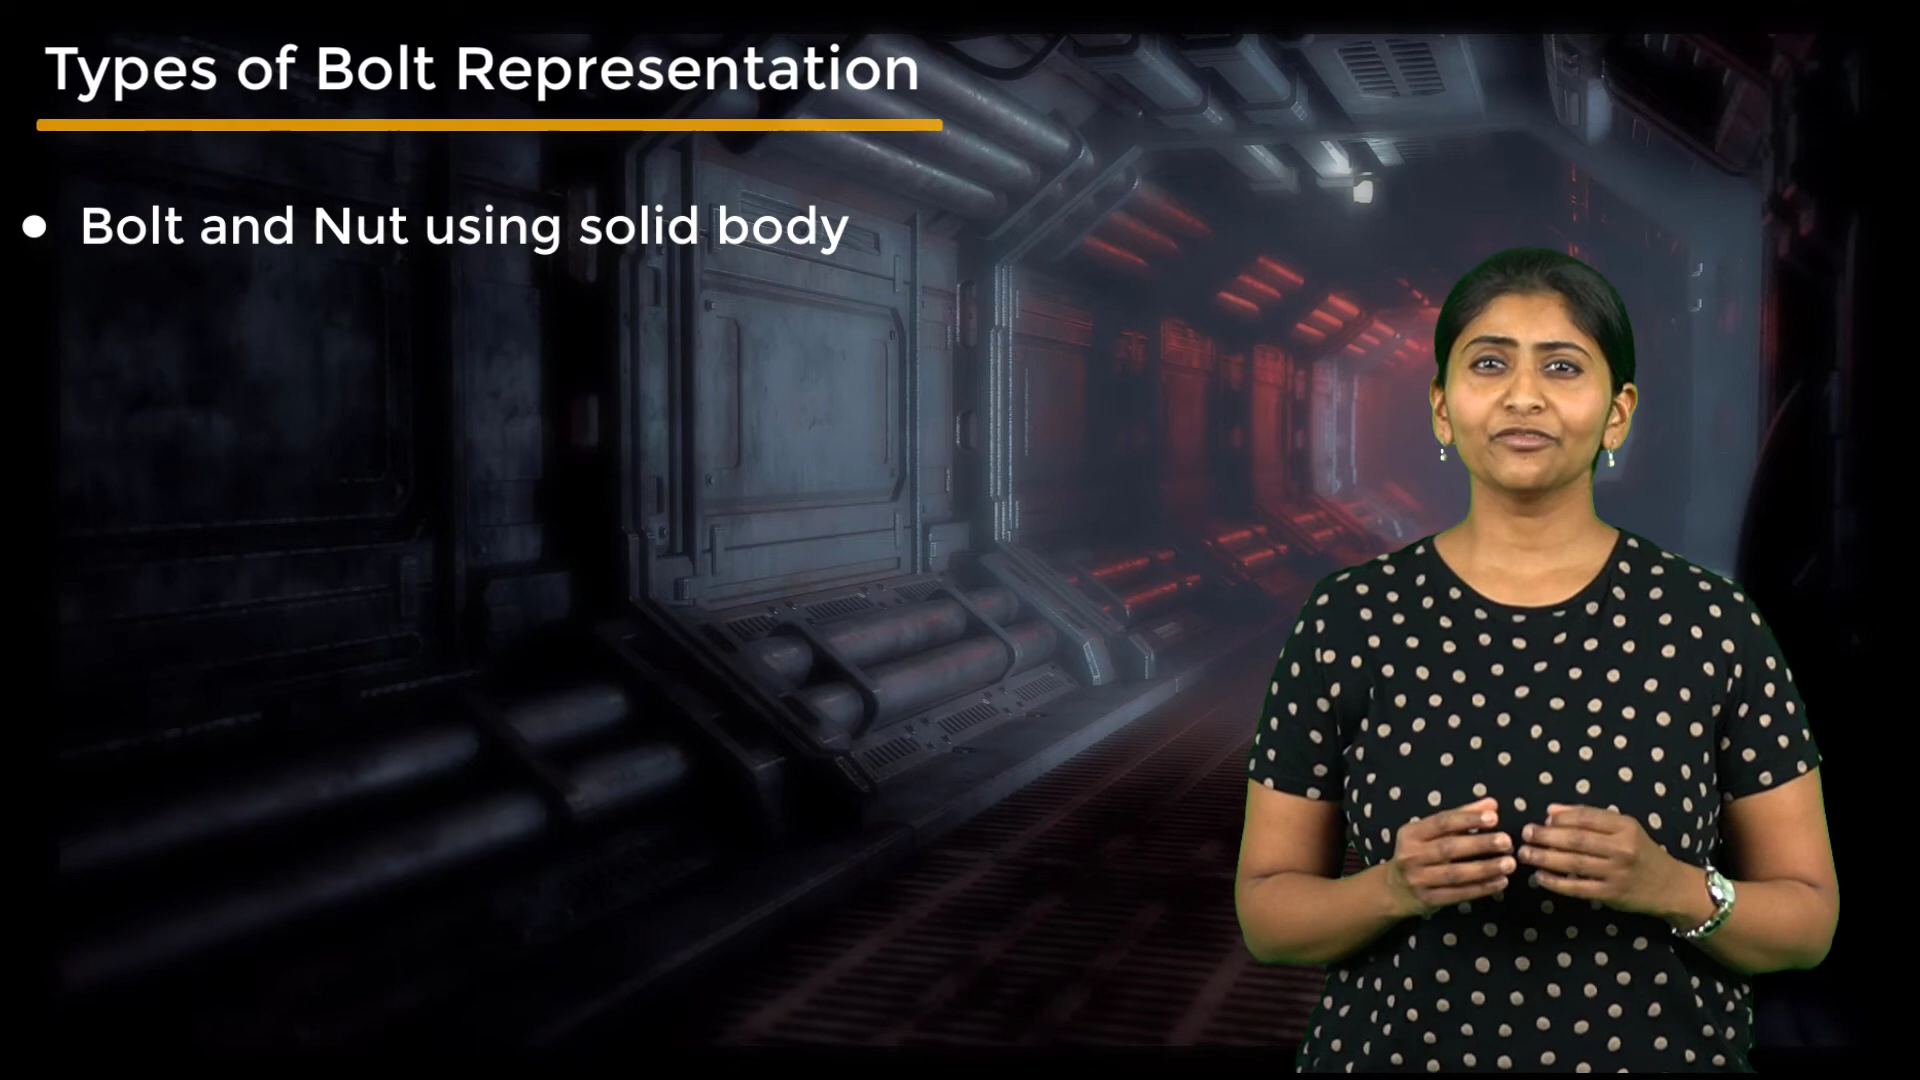 Types of Bolt Representation
● Bolt and Nut using solid body